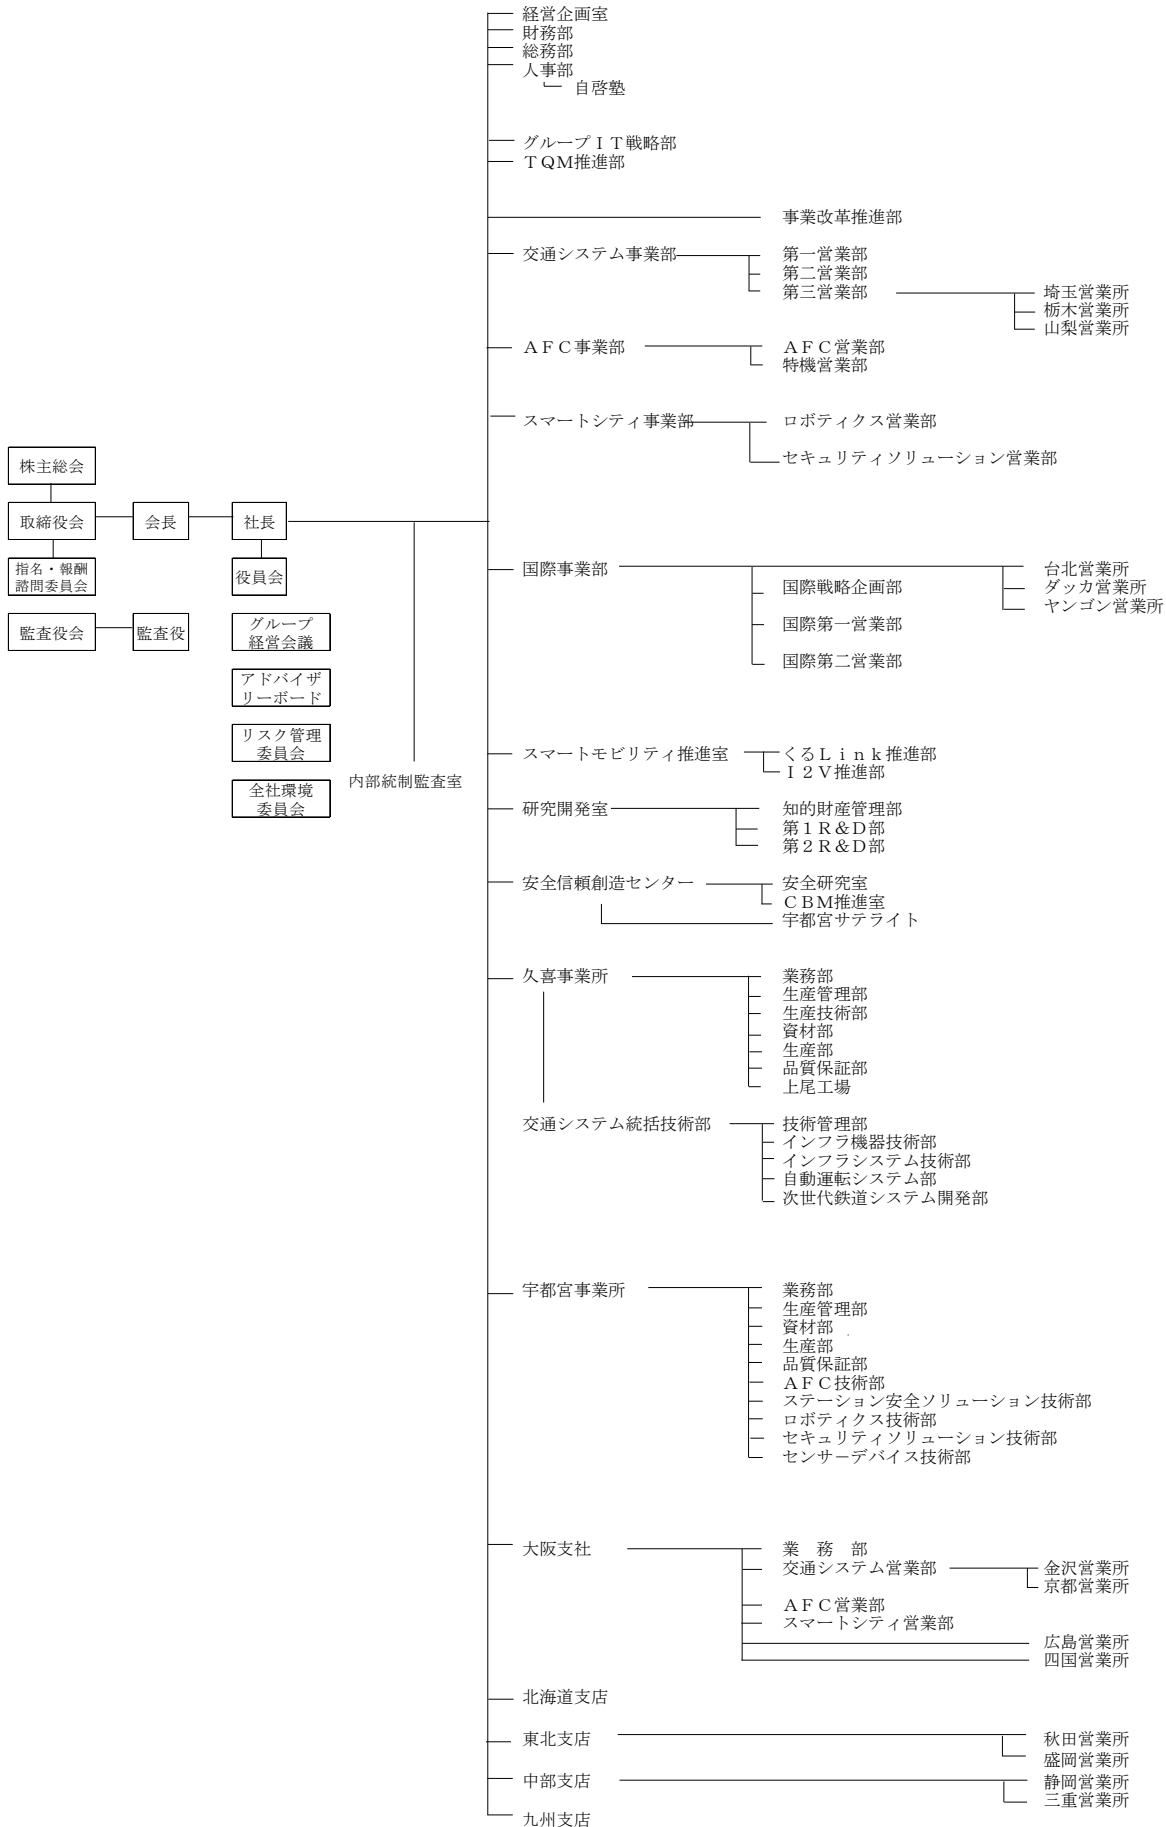 経営企画室
財務部
総務部
人事部
自啓塾
グループＩＴ戦略部
ＴＱＭ推進部
事業改革推進部
交通システム事業部
第一営業部
第二営業部
第三営業部
埼玉営業所
栃木営業所
山梨営業所
ＡＦＣ事業部
ＡＦＣ営業部
特機営業部
スマートシティ事業部
ロボティクス営業部
セキュリティソリューション営業部
株主総会
取締役会
会長
社長
指名・報酬
諮問委員会
役員会
監査役会
監査役
グループ
経営会議
アドバイザ
リーボード
リスク管理
委員会
全社環境
委員会
内部統制監査室
国際事業部
国際戦略企画部
国際第一営業部
国際第二営業部
台北営業所
ダッカ営業所
ヤンゴン営業所
スマートモビリティ推進室
くるＬｉｎｋ推進部
Ｉ２Ｖ推進部
研究開発室
知的財産管理部
第１Ｒ＆Ｄ部
第２Ｒ＆Ｄ部
安全信頼創造センター
安全研究室
ＣＢＭ推進室
宇都宮サテライト
久喜事業所
業務部
生産管理部
生産技術部
資材部
生産部
品質保証部
上尾工場
交通システム統括技術部
技術管理部
インフラ機器技術部
インフラシステム技術部
自動運転システム部
次世代鉄道システム開発部
宇都宮事業所
業務部
生産管理部
資材部
生産部
品質保証部
ＡＦＣ技術部
ステーション安全ソリューション技術部
ロボティクス技術部
セキュリティソリューション技術部
センサ－デバイス技術部
大阪支社
業　務　部
交通システム営業部
金沢営業所
京都営業所
ＡＦＣ営業部
スマートシティ営業部
広島営業所
四国営業所
北海道支店
東北支店
秋田営業所
盛岡営業所
中部支店
静岡営業所
三重営業所
九州支店